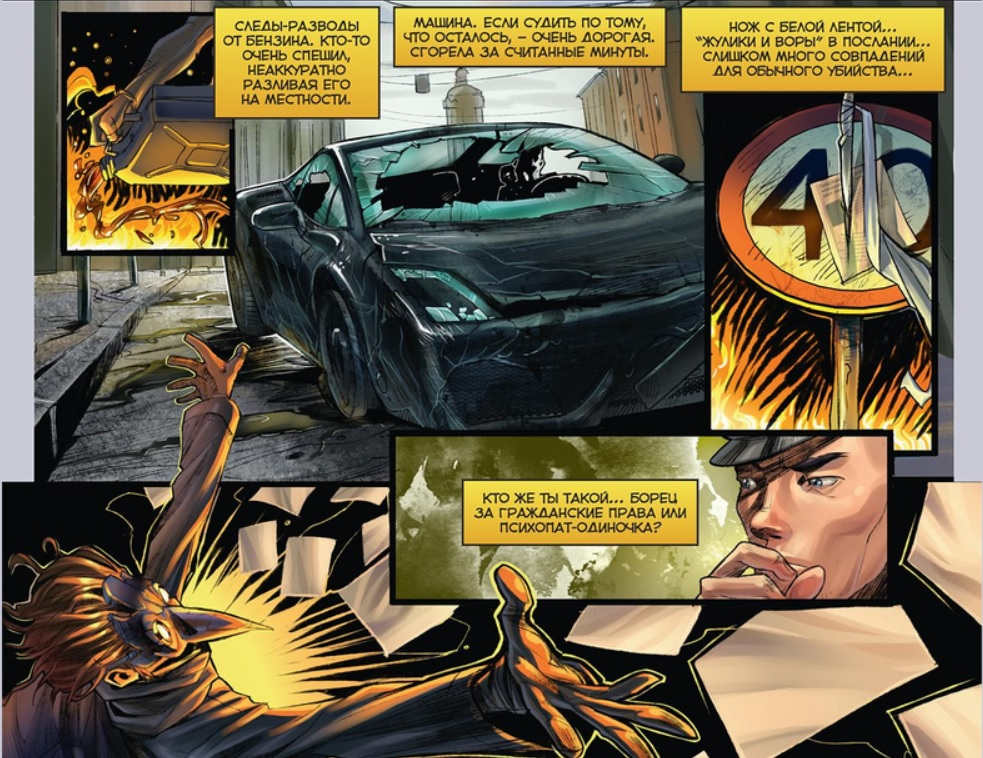 СЛЕДЫ-РАЗВОДЫ
ОТ БЕНЗИНА. КТО-ТО
ОЧЕНЬ СПЕШИЛ,
НЕАККУРАТНО
РАЗЛИВАЯ ЕГО
НА МЕСТНОСТИ.
МАШИНА. ЕСЛИ СУДИТЬ ПО ТОМУ,
ЧТО ОСТАЛОСЬ, – ОЧЕНЬ ДОРОГАЯ.
СГОРЕЛА ЗА СЧИТАННЫЕ МИНУТЫ.
НОЖ С БЕЛОЙ ЛЕНТОЙ...
"ЖУЛИКИ И ВОРЫ" В ПОСЛАНИИ...
СЛИШКОМ МНОГО СОВПАДЕНИЙ
ДЛЯ ОБЫЧНОГО УБИЙСТВА...
40
КТО ЖЕ ТЫ ТАКОЙ... БОРЕЦ
ЗА ГРАЖДАНСКИЕ ПРАВА ИЛИ
ПСИХОПАТ-ОДИНОЧКА?